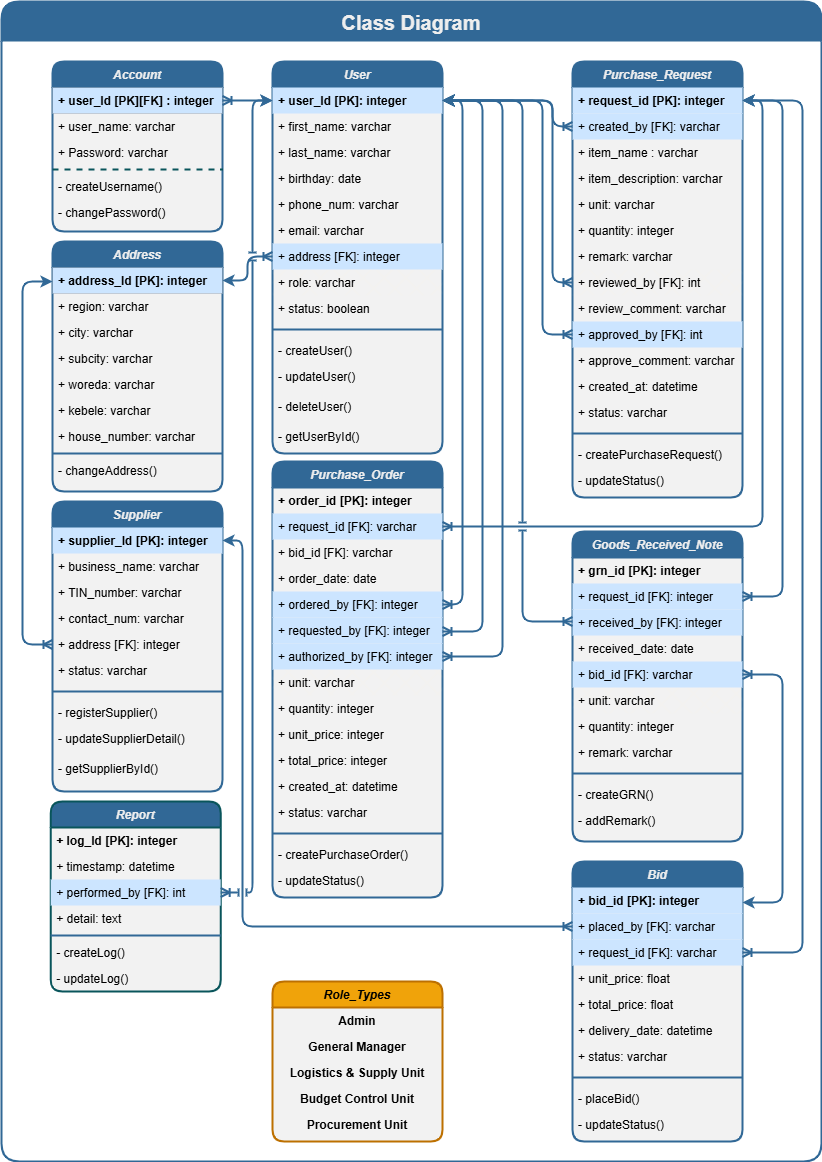 Class Diagram
Account
+ user_Id [PK][FK] : integer
+ user_name: varchar
+ Password: varchar
- createUsername()
- changePassword()
Address
+ address_Id [PK]: integer
+ region: varchar
+ city: varchar
+ subcity: varchar
+ woreda: varchar
+ kebele: varchar
+ house_number: varchar
- changeAddress()
Supplier
+ supplier_Id [PK]: integer
+ business_name: varchar
+ TIN_number: varchar
+ contact_num: varchar
+ address [FK]: integer
+ status: varchar
- registerSupplier()
- updateSupplierDetail()
- getSupplierById()
Report
+ log_Id [PK]: integer
+ timestamp: datetime
+ performed_by [FK]: int
+ detail: text
- createLog()
- updateLog()
User
+ user_Id [PK]: integer
+ first_name: varchar
+ last_name: varchar
+ birthday: date
+ phone_num: varchar
+ email: varchar
+ address [FK]: integer
+ role: varchar
+ status: boolean
- createUser()
- updateUser()
- deleteUser()
- getUserById()
Purchase_Order
+ order_id [PK]: integer
+ request_id [FK]: varchar
+ bid_id [FK]: varchar
+ order_date: date
+ ordered_by [FK]: integer
+ requested_by [FK]: integer
+ authorized_by [FK]: integer
+ unit: varchar
+ quantity: integer
+ unit_price: integer
+ total_price: integer
+ created_at: datetime
+ status: varchar
- createPurchaseOrder()
- updateStatus()
Role_Types
Admin
General Manager
Logistics & Supply Unit
Budget Control Unit
Procurement Unit
Purchase_Request
+ request_id [PK]: integer
+ created_by [FK]: varchar
+ item_name : varchar
+ item_description: varchar
+ unit: varchar
+ quantity: integer
+ remark: varchar
+ reviewed_by [FK]: int
+ review_comment: varchar
+ approved_by [FK]: int
+ approve_comment: varchar
+ created_at: datetime
+ status: varchar
- createPurchaseRequest()
- updateStatus()
Goods_Received_Note
+ grn_id [PK]: integer
+ request_id [FK]: integer
+ received_by [FK]: integer
+ received_date: date
+ bid_id [FK]: varchar
+ unit: varchar
+ quantity: integer
+ remark: varchar
- createGRN()
- addRemark()
Bid
+ bid_id [PK]: integer
+ placed_by [FK]: varchar
+ request_id [FK]: varchar
+ unit_price: float
+ total_price: float
+ delivery_date: datetime
+ status: varchar
- placeBid()
- updateStatus()